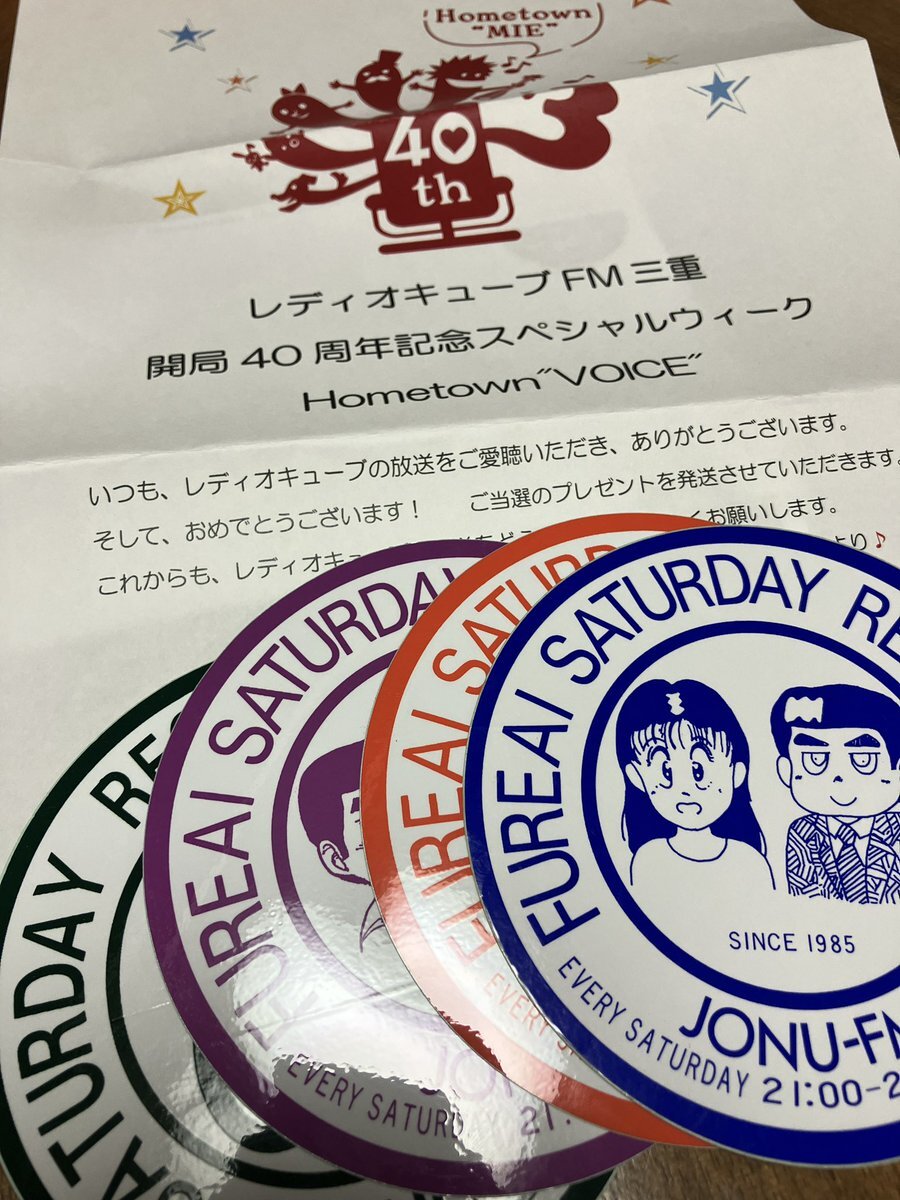 Hometown
"MIE"
40
th
レディオキューブ FM 三重
開局 40 周年記念スペシャルウィーク
Hometown"VOICE"
いつも、レディオキューブの放送をご愛聴いただき、ありがとうございます。
そして、おめでとうございます！ ご当選のプレゼントを発送させていただきます。
これからも、レディオキュー くお願いします。
より♪
SATURDAY RE
FUREAI SATURDAY
EVERY SATURDAY 21:
FUREAI SATURD
EVERY
FUREAI SATURDAY RE
SINCE 1985
JONU-FM
EVERY SATURDAY 21:00-2